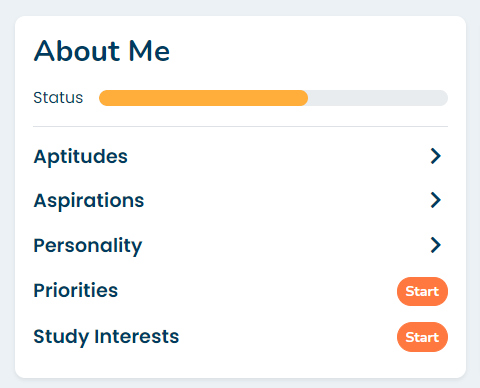 About Me
Status
Aptitudes
Aspirations
Personality
Priorities Start
Study Interests Start